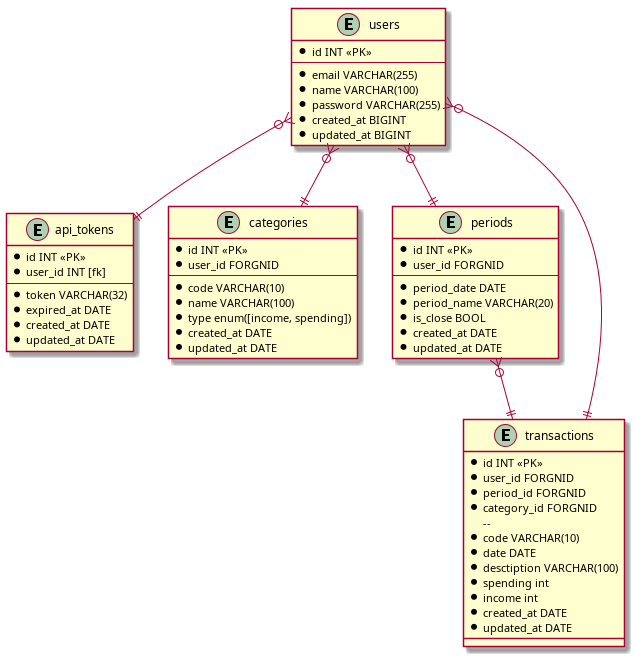 E users
id INT «PK»
email VARCHAR(255)
name VARCHAR(100)
password VARCHAR(255)
created_at BIGINT
updated_at BIGINT
E api_tokens
id INT «PK»
user_id INT [fk]
token VARCHAR(32)
expired_at DATE
created_at DATE
updated_at DATE
E categories
id INT «PK»
user_id FORGNID
code VARCHAR(10)
name VARCHAR(100)
type enum([income, spending])
created_at DATE
updated_at DATE
E periods
id INT «PK»
user_id FORGNID
period_date DATE
period_name VARCHAR(20)
is_close BOOL
created_at DATE
updated_at DATE
E transactions
id INT «PK»
user_id FORGNID
period_id FORGNID
category_id FORGNID
--
code VARCHAR(10)
date DATE
desctiption VARCHAR(100)
spending int
income int
created_at DATE
updated_at DATE